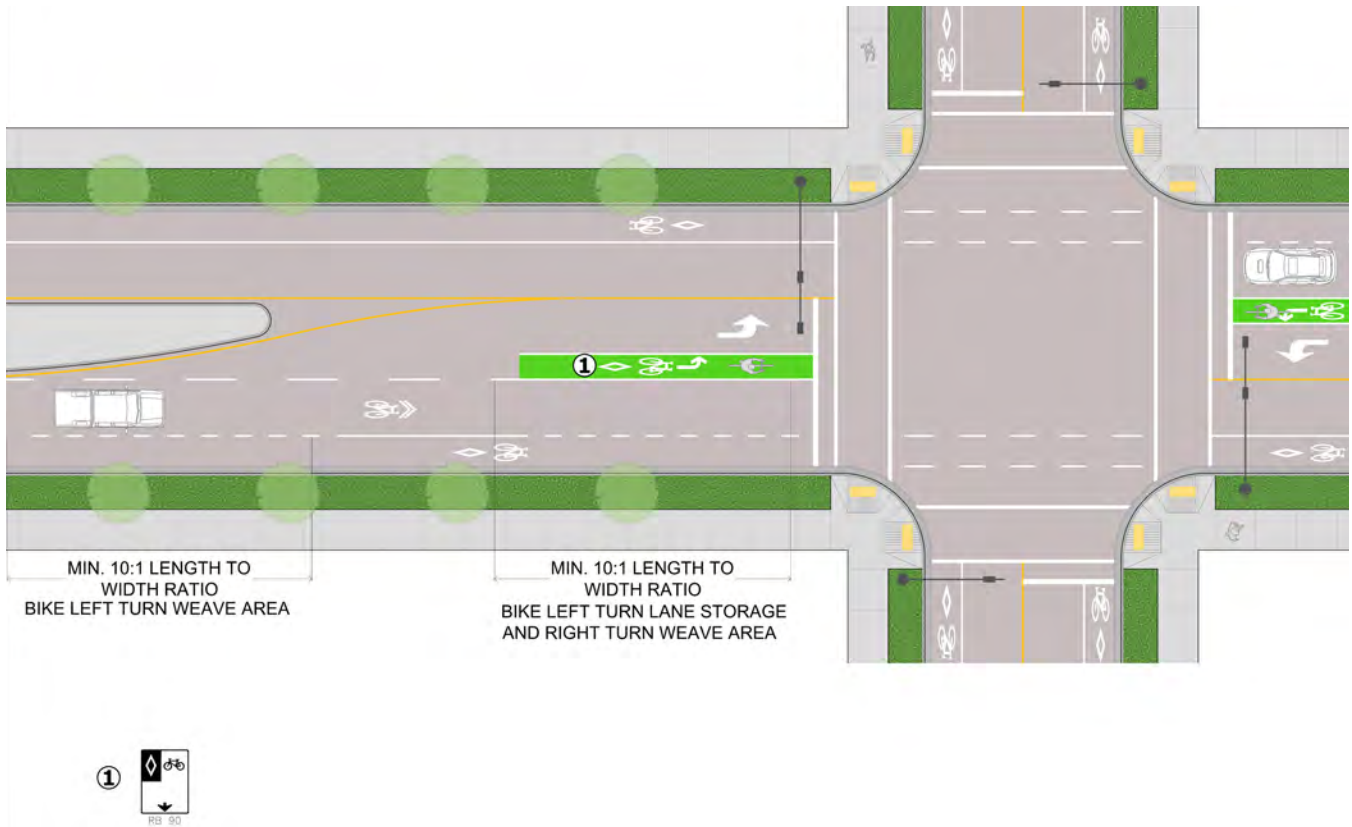 ①
MIN. 10:1 LENGTH TO
WIDTH RATIO
BIKE LEFT TURN WEAVE AREA
MIN. 10:1 LENGTH TO
WIDTH RATIO
BIKE LEFT TURN LANE STORAGE
AND RIGHT TURN WEAVE AREA
①
RB 90